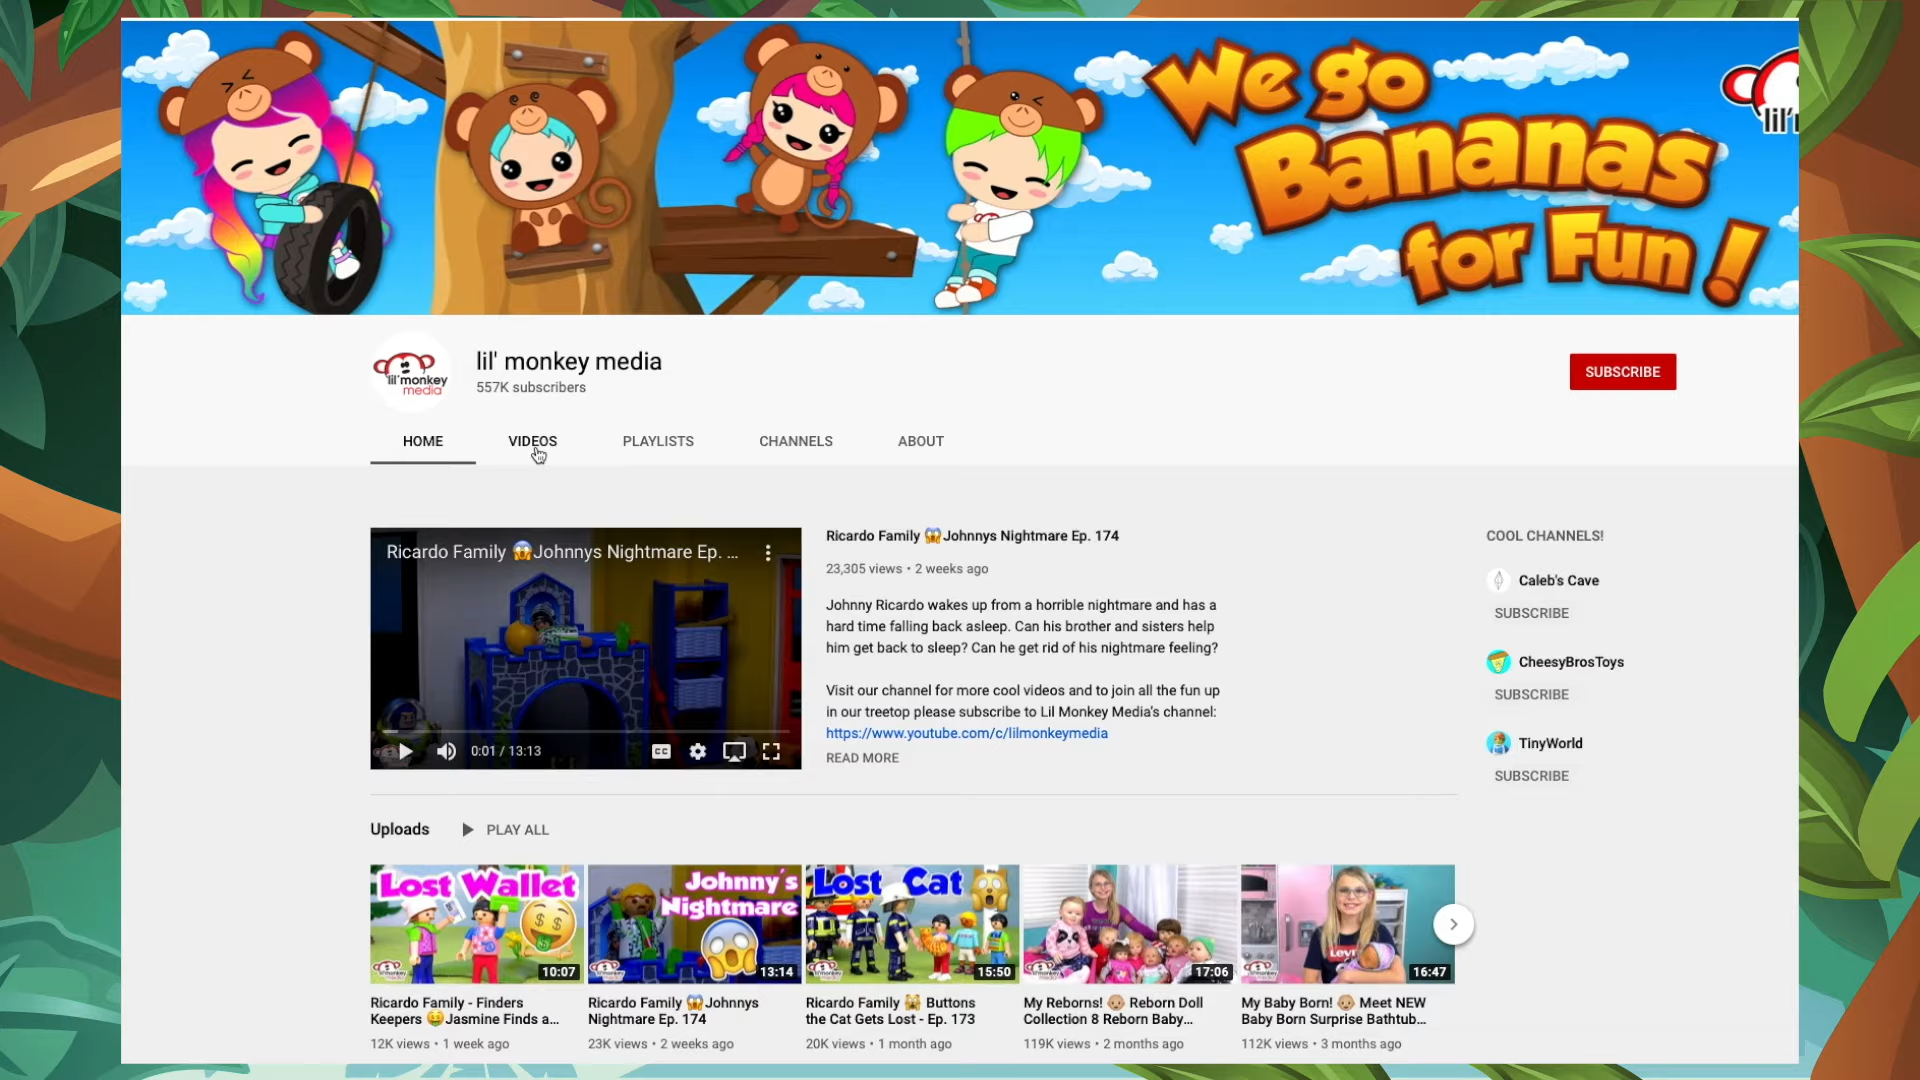 We go
Bananas
for Fun!
lil'
lil' monkey
media
lil' monkey media
557K subscribers
SUBSCRIBE
HOME
VIDEOS
PLAYLISTS
CHANNELS
ABOUT
Ricardo Family 😱Johnnys Nightmare Ep. ...
CC
0:01 / 13:13
Ricardo Family 😱Johnnys Nightmare Ep. 174
23,305 views • 2 weeks ago
Johnny Ricardo wakes up from a horrible nightmare and has a
hard time falling back asleep. Can his brother and sisters help
him get back to sleep? Can he get rid of his nightmare feeling?
Visit our channel for more cool videos and to join all the fun up
in our treetop please subscribe to Lil Monkey Media's channel:
https://www.youtube.com/c/lilmonkeymedia
READ MORE
COOL CHANNELS!
Caleb's Cave
SUBSCRIBE
CheesyBrosToys
SUBSCRIBE
TinyWorld
SUBSCRIBE
Uploads
PLAY ALL
Lost Wallet
10:07
Ricardo Family - Finders
Keepers 🤑Jasmine Finds a...
12K views • 1 week ago
Johnny's
Nightmare
13:14
Ricardo Family 😱Johnnys
Nightmare Ep. 174
23K views • 2 weeks ago
Lost Cat
15:50
Ricardo Family 🙀 Buttons
the Cat Gets Lost - Ep. 173
20K views • 1 month ago
17:06
My Reborns! 👶🏼 Reborn Doll
Collection 8 Reborn Baby...
119K views • 2 months ago
LEVI'S
16:47
My Baby Born! 👶🏼 Meet NEW
Baby Born Surprise Bathtub...
112K views • 3 months ago